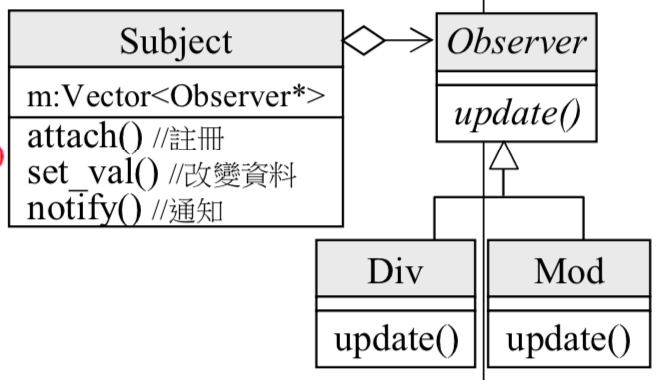 Subject
m:Vector<Observer*>
attach() //註冊
set_val() //改變資料
notify() //通知
Observer
update()
Div
update()
Mod
update()